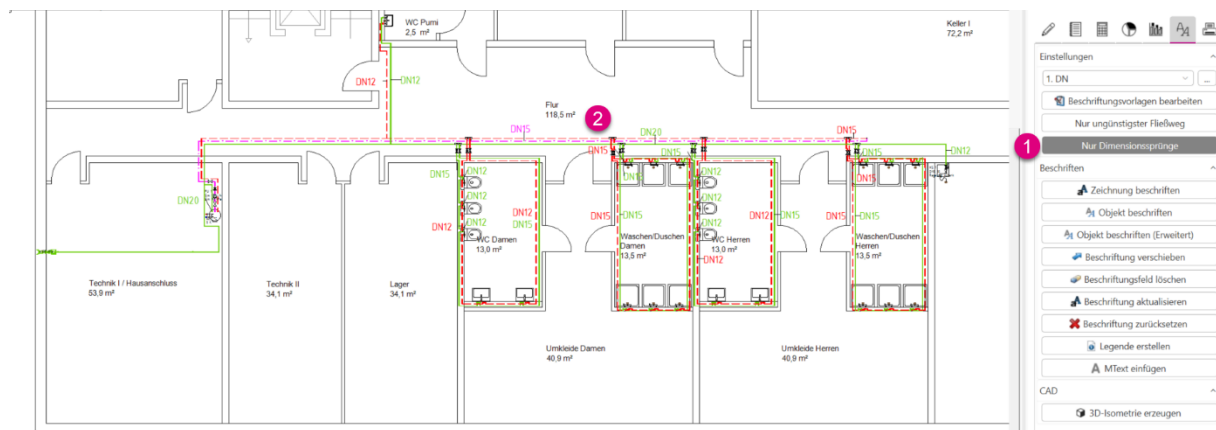 WC Pumi
2,5 m²
Keller I
72,2 m²
DN12
DN12
Flur
118,5 m²
DN15
2
DN20
DN15
DN12
DN15
DN15
DN15
DN15
DN12
DN12
DN12
DN12
DN15
DN12
DN12
DN15
WC Damen
13,0 m²
DN15
DN15
Waschen/Duschen
Damen
13,5 m²
DN12
DN12
DN12
WC Herren
13,0 m²
DN12
DN15
DN15
DN15
DN15
Waschen/Duschen
Herren
13,5 m²
DN20
Technik I / Hausanschluss
53,9 m²
Technik II
34,1 m²
Lager
34,1 m²
Umkleide Damen
40,9 m²
Umkleide Herren
40,9 m²
Einstellungen
1. DN
...
Beschriftungsvorlagen bearbeiten
Nur ungünstigster Fließweg
1
Nur Dimensionssprünge
Beschriften
Zeichnung beschriften
Objekt beschriften
Objekt beschriften (Erweitert)
Beschriftung verschieben
Beschriftungsfeld löschen
Beschriftung aktualisieren
Beschriftung zurücksetzen
Legende erstellen
MText einfügen
CAD
3D-Isometrie erzeugen